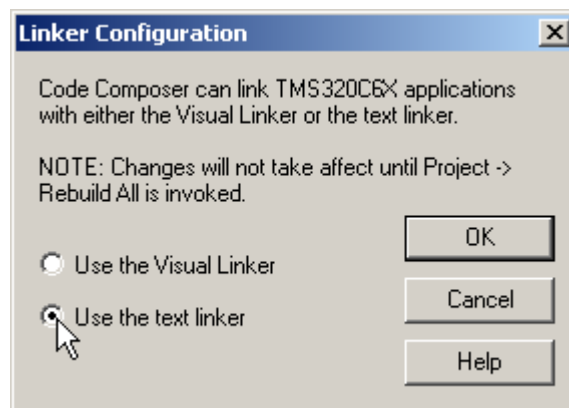 Linker Configuration
Code Composer can link TMS320C6X applications
with either the Visual Linker or the text linker.
NOTE: Changes will not take affect until Project ->
Rebuild All is invoked.
OK
Use the Visual Linker
Cancel
Use the text linker
Help